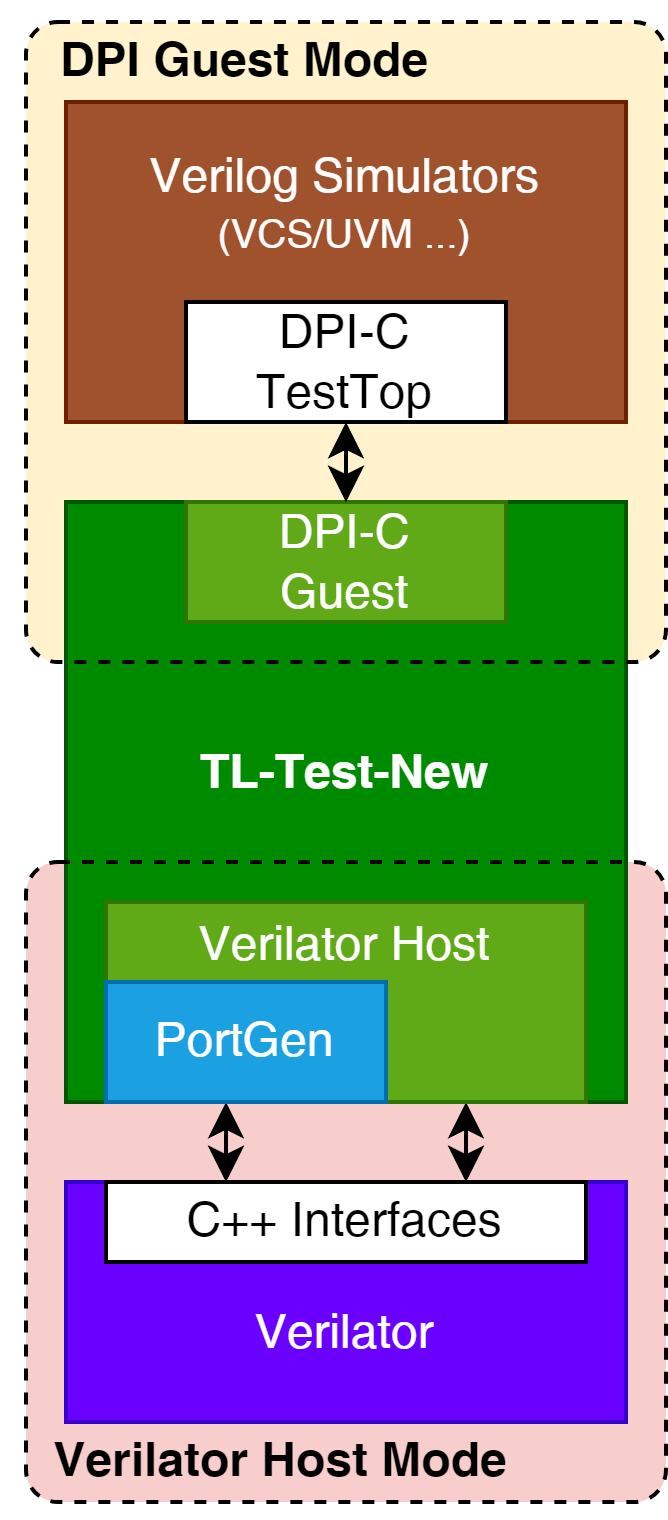 DPI Guest Mode
Verilog Simulators
(VCS/UVM ...)
DPI-C
TestTop
DPI-C
Guest
TL-Test-New
Verilator Host
PortGen
C++ Interfaces
Verilator
Verilator Host Mode